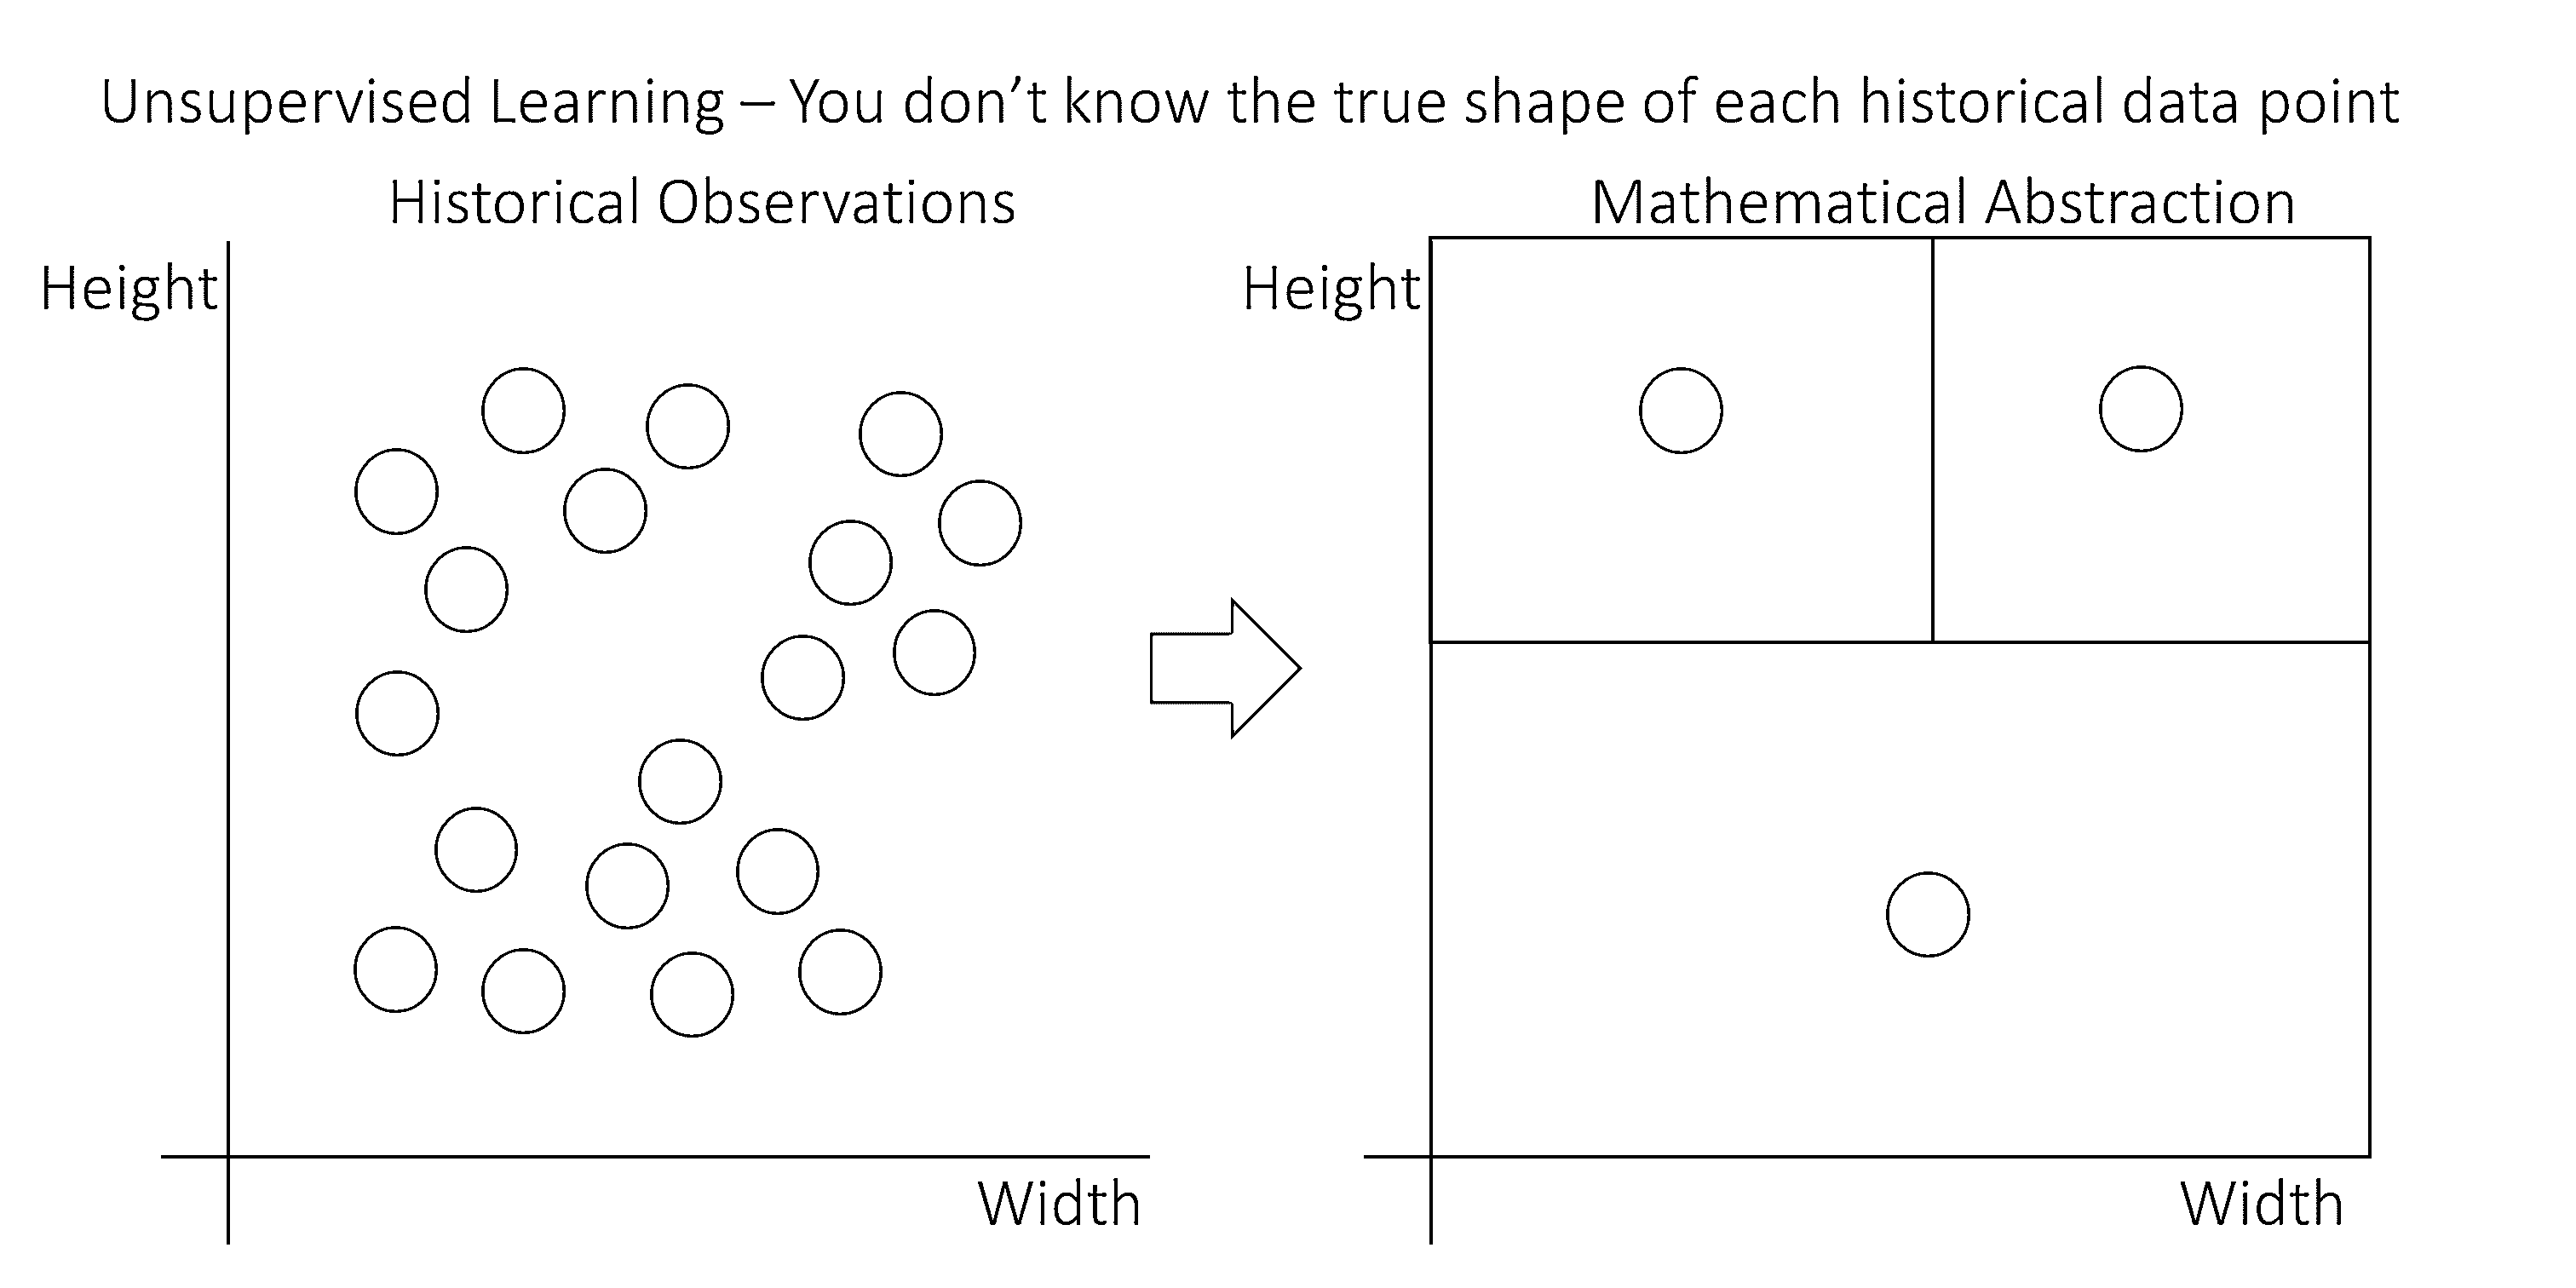 Unsupervised Learning – You don’t know the true shape of each historical data point
Historical Observations
Mathematical Abstraction
Height
Height
Width
Width